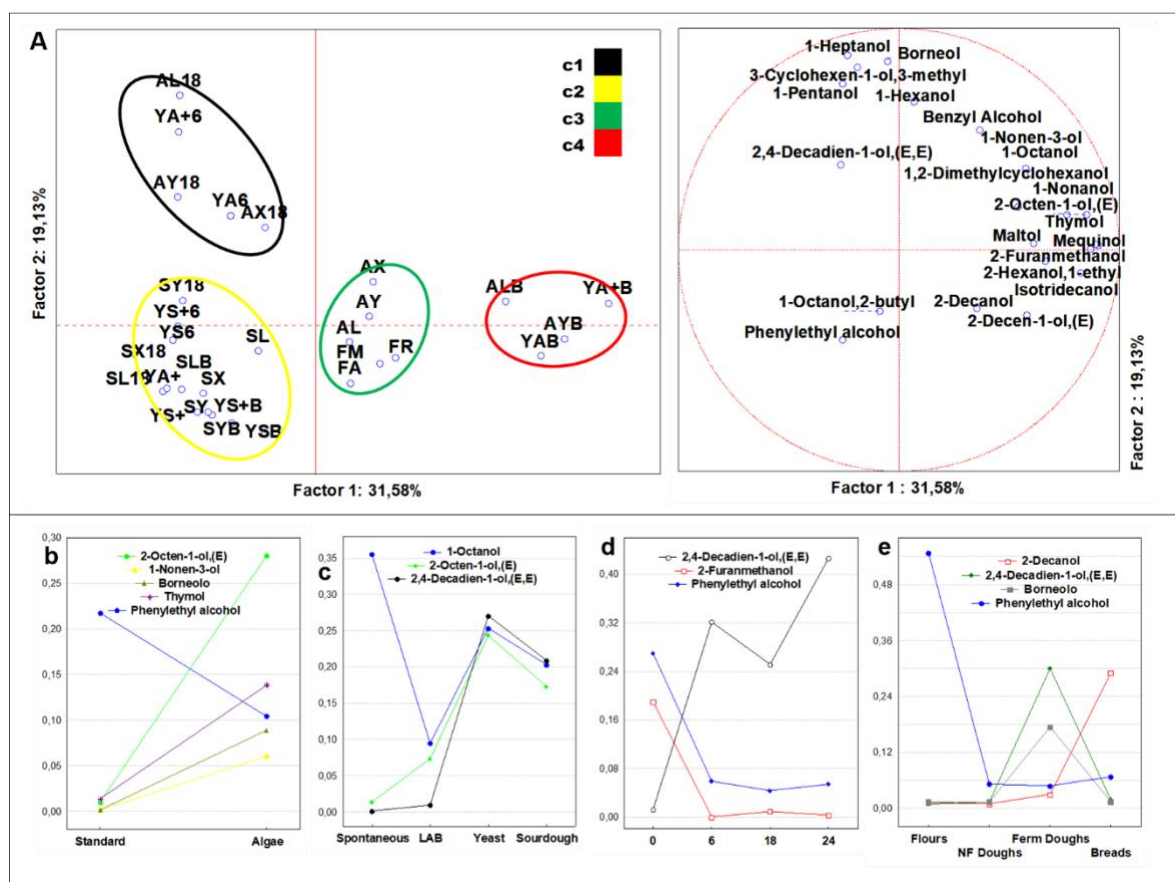 A
c1
c2
c3
c4
AL18
YA+6
AY18
YA6
AX18
SY18
YS+6
YS6
SL
SX18
SLB
SL18
YA+
SX
YS+
SY
YS+B
SYB
YSB
AX
AY
AL
FM
FR
FA
ALB
YA+B
AYB
YAB
Factor 2: 19,13%
Factor 1: 31,58%
1-Heptanol
Borneol
3-Cyclohexen-1-ol,3-methyl
1-Pentanol
1-Hexanol
Benzyl Alcohol
1-Nonen-3-ol
2,4-Decadien-1-ol,(E,E)
1-Octanol
1,2-Dimethylcyclohexanol
1-Nonanol
2-Octen-1-ol,(E)
Thymol
Maltol
Mequinol
2-Furanmethanol
2-Hexanol,1-ethyl
Isotridecanol
1-Octanol,2-butyl
2-Decanol
2-Decen-1-ol,(E)
Phenylethyl alcohol
Factor 1 : 31,58%
Factor 2 : 19,13%
b
2-Octen-1-ol,(E)
1-Nonen-3-ol
Borneolo
Thymol
Phenylethyl alcohol
0,30
0,25
0,20
0,15
0,10
0,05
0,00
Standard
Algae
c
1-Octanol
2-Octen-1-ol,(E)
2,4-Decadien-1-ol,(E,E)
0,35
0,30
0,25
0,20
0,15
0,10
0,05
0,00
Spontaneous
LAB
Yeast
Sourdough
d
2,4-Decadien-1-ol,(E,E)
2-Furanmethanol
Phenylethyl alcohol
0,40
0,32
0,24
0,16
0,08
0,00
0
6
18
24
e
2-Decanol
2,4-Decadien-1-ol,(E,E)
Borneolo
Phenylethyl alcohol
0,48
0,36
0,24
0,12
0,00
Flours
NF Doughs
Ferm Doughs
Breads